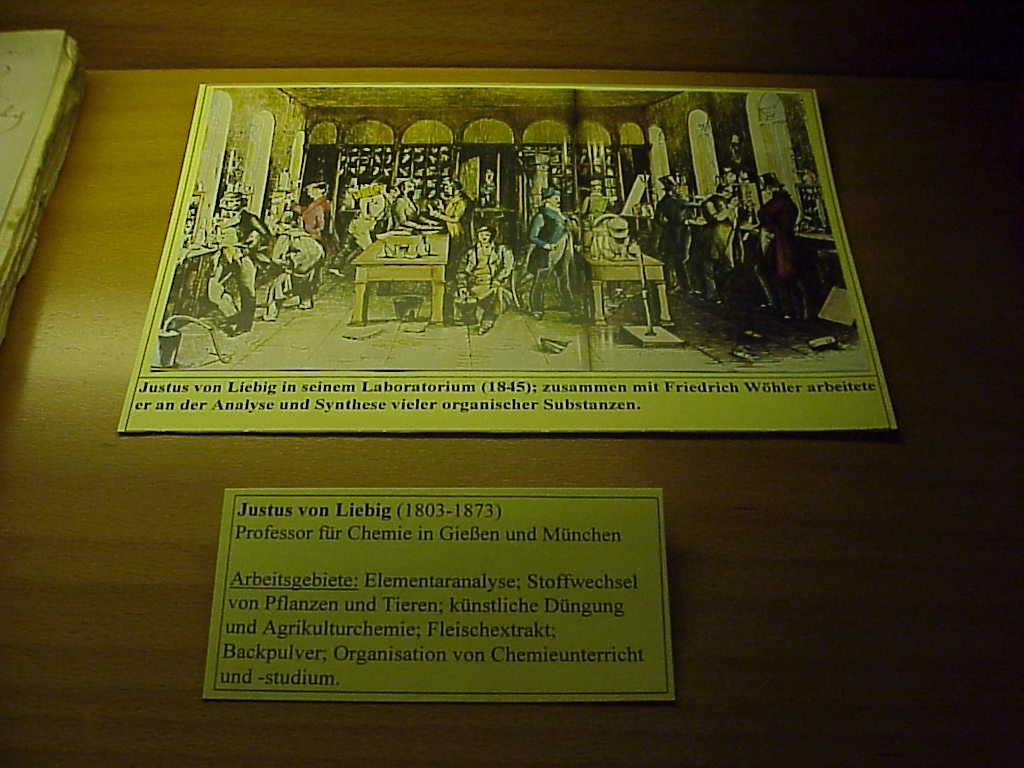 Justus von Liebig in seinem Laboratorium (1845); zusammen mit Friedrich Wöhler arbeitete
er an der Analyse und Synthese vieler organischer Substanzen.
Justus von Liebig (1803-1873)
Professor für Chemie in Gießen und München
Arbeitsgebiete: Elementaranalyse; Stoffwechsel
von Pflanzen und Tieren; künstliche Düngung
und Agrikulturchemie; Fleischextrakt;
Backpulver; Organisation von Chemieunterricht
und -studium.